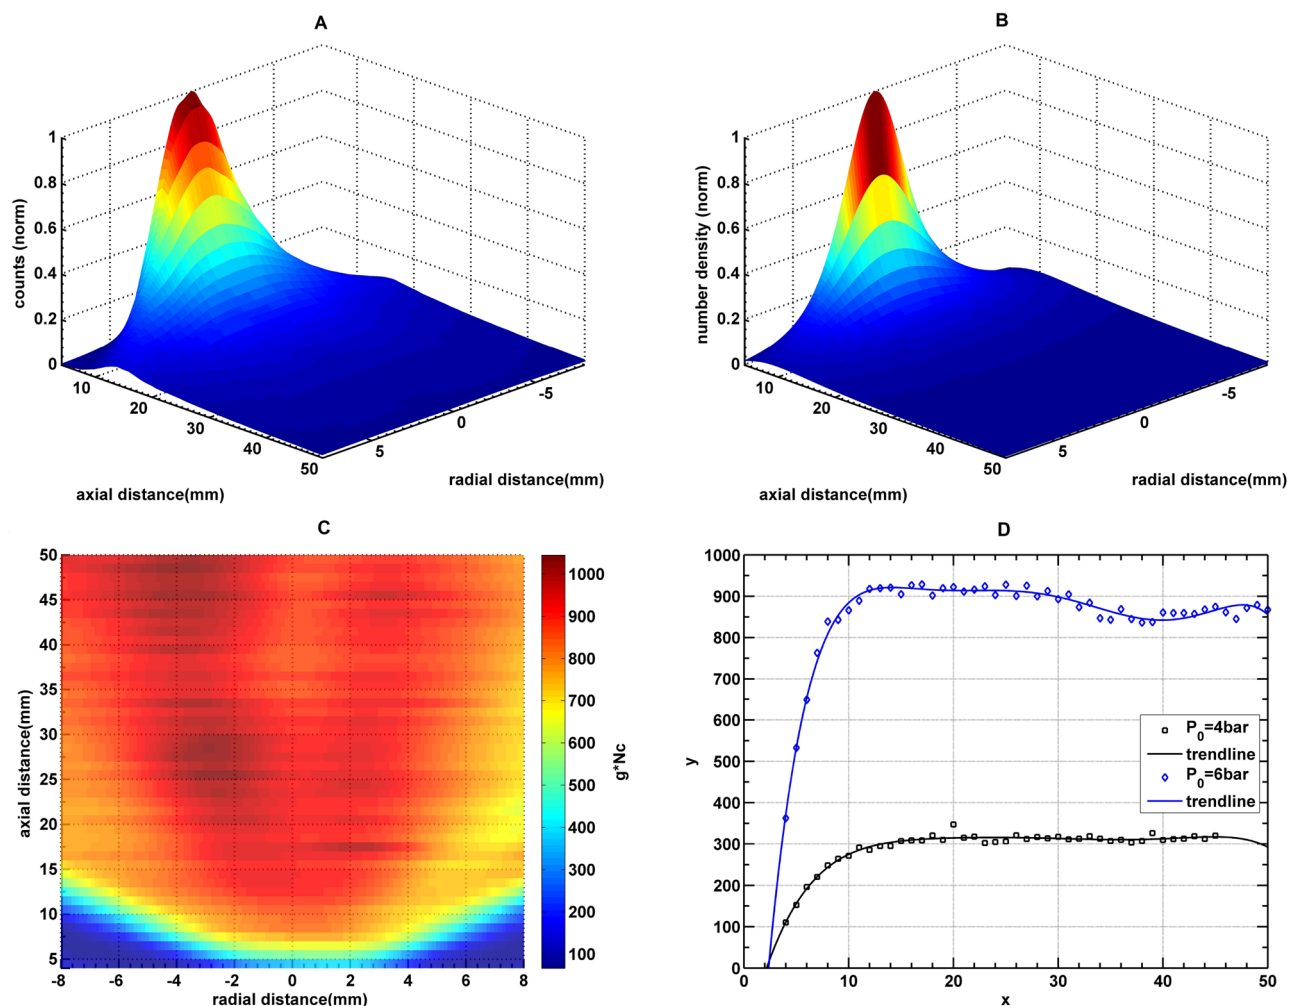 A
counts (norm)
1
0.8
0.6
0.4
0.2
0
10
20
30
40
50
axial distance(mm)
5
0
-5
radial distance(mm)
B
number density (norm)
1
0.8
0.6
0.4
0.2
0
10
20
30
40
50
axial distance(mm)
5
0
-5
radial distance(mm)
C
axial distance(mm)
50
45
40
35
30
25
20
15
10
5
-8 -6 -4 -2 0 2 4 6 8
radial distance(mm)
1000
900
800
700
600
500
400
300
200
100
g*Nc
D
y
1000
900
800
700
600
500
400
300
200
100
0
0 10 20 30 40 50
x
P0=4bar
trendline
P0=6bar
trendline